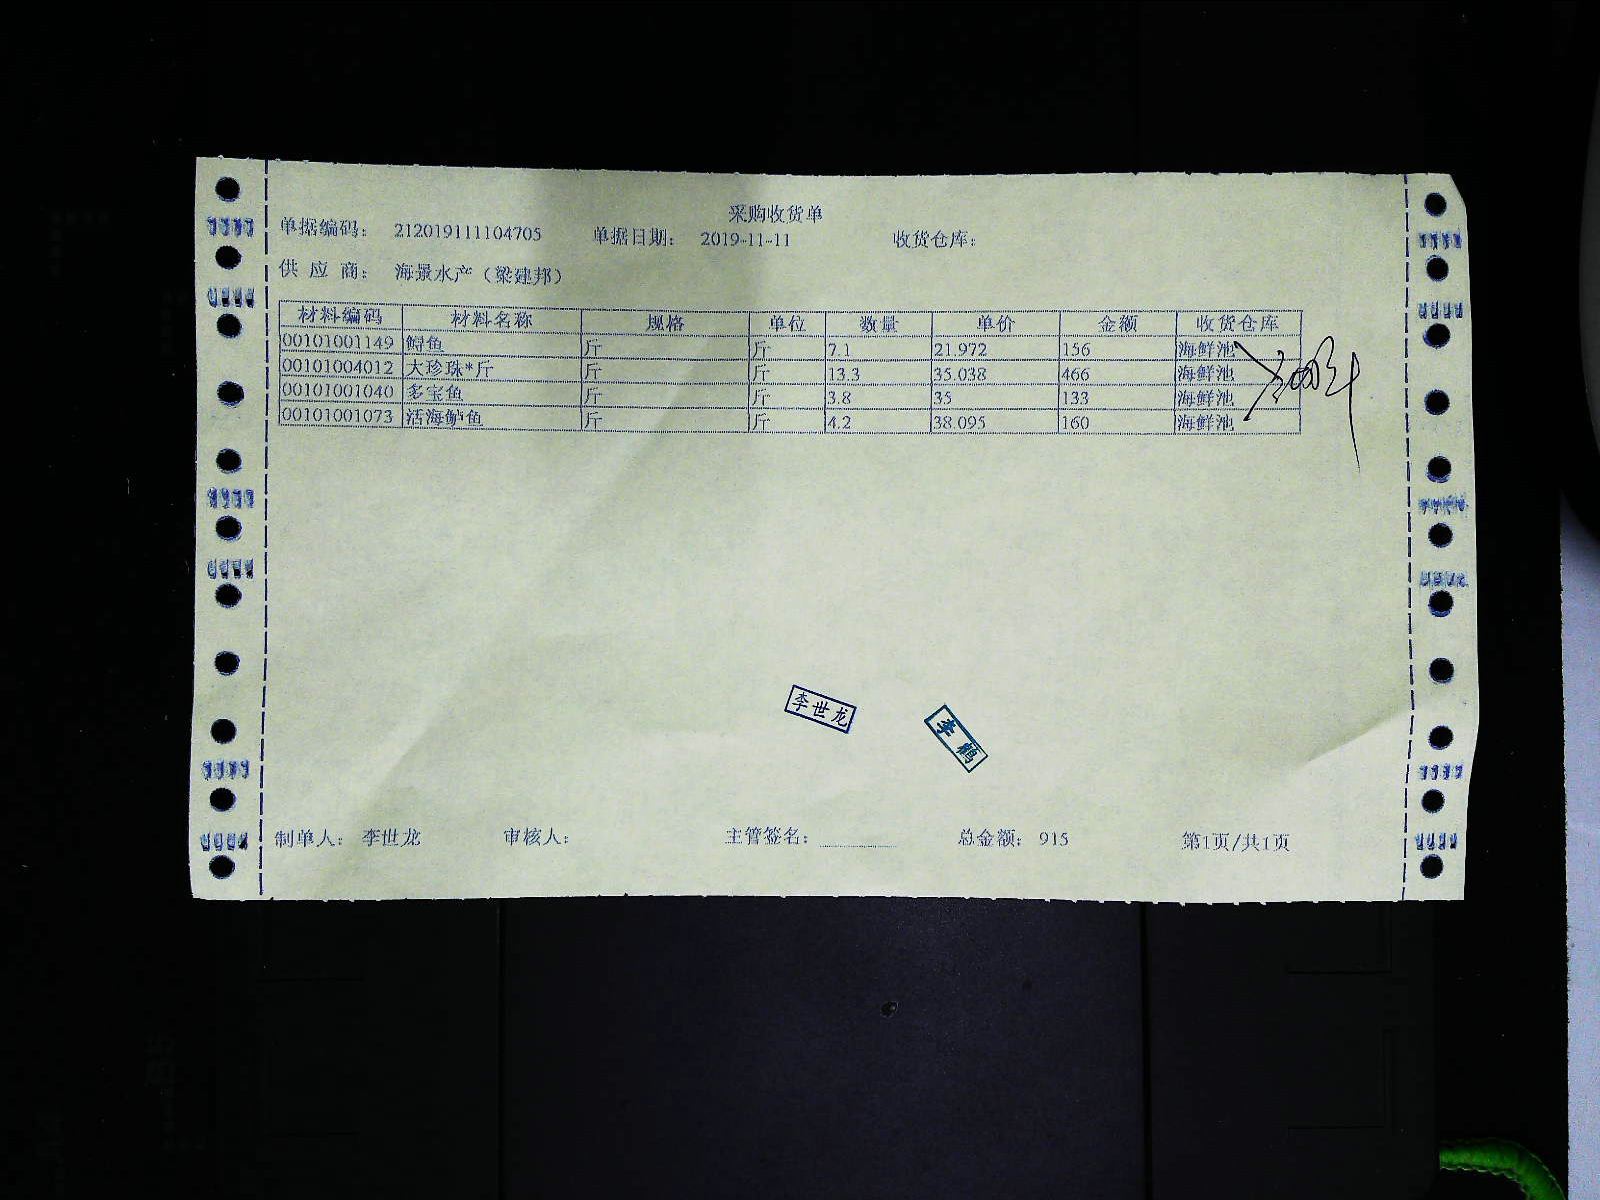 采购收货单
单据编码： 212019111104705 单据日期： 2019-11-11 收货仓库：
供 应 商： 海景水产（梁建邦）
材料编码 材料名称 规格 单位 数量 单价 金额 收货仓库
00101001149 鲟鱼 斤 斤 7.1 21.972 156 海鲜池
00101004012 大珍珠*斤 斤 斤 13.3 35.038 466 海鲜池
00101001040 多宝鱼 斤 斤 3.8 35 133 海鲜池
00101001073 活海鲈鱼 斤 斤 4.2 38.095 160 海鲜池
李世龙
李鹤
制单人： 李世龙 审核人： 主管签名： 总金额： 915 第1页/共1页